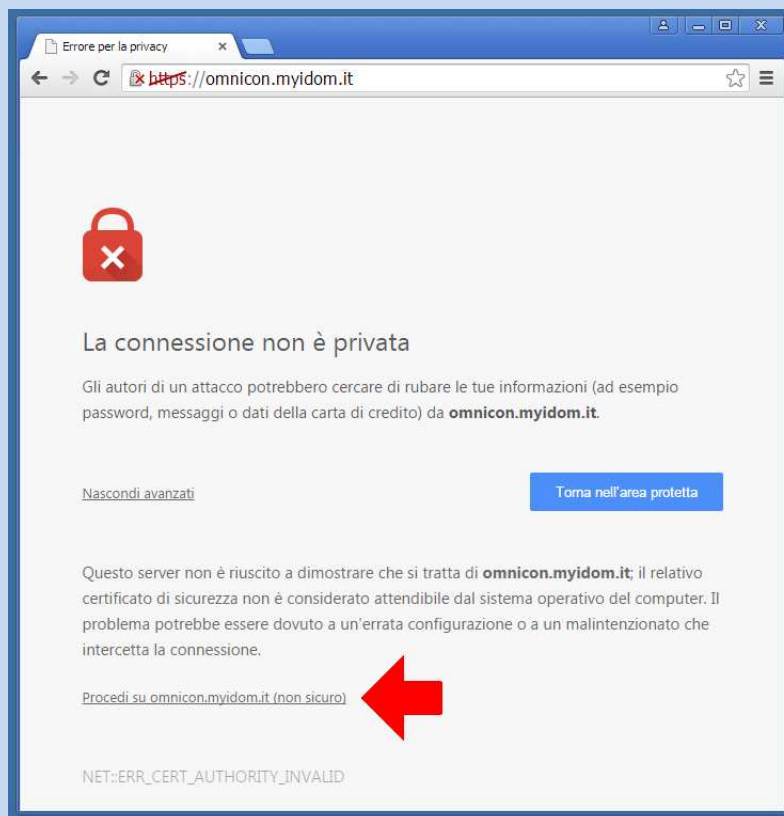 Errore per la privacy
https://omnicon.myidom.it
La connessione non è privata
Gli autori di un attacco potrebbero cercare di rubare le tue informazioni (ad esempio
password, messaggi o dati della carta di credito) da omnicon.myidom.it.
Nascondi avanzati
Torna nell'area protetta
Questo server non è riuscito a dimostrare che si tratta di omnicon.myidom.it; il relativo
certificato di sicurezza non è considerato attendibile dal sistema operativo del computer. Il
problema potrebbe essere dovuto a un'errata configurazione o a un malintenzionato che
intercetta la connessione.
Procedi su omnicon.myidom.it (non sicuro)
NET::ERR_CERT_AUTHORITY_INVALID